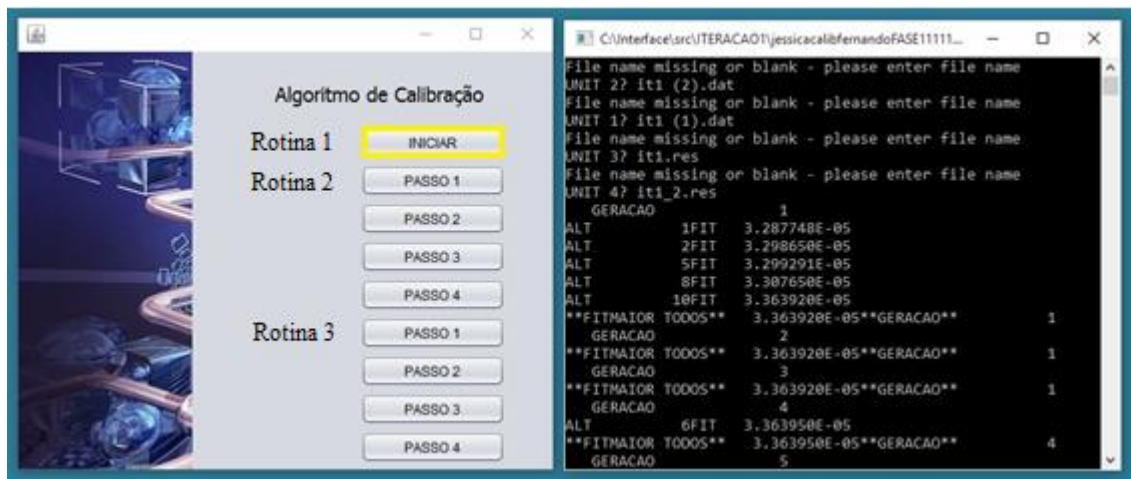 Algoritmo de Calibração
Rotina 1 INICIAR
Rotina 2 PASSO 1
PASSO 2
PASSO 3
PASSO 4
Rotina 3 PASSO 1
PASSO 2
PASSO 3
PASSO 4
C:\Interface\src\ITERACAO1\jessicacalibfernandoFASE11111...
File name missing or blank - please enter file name
UNIT 2? it1 (2).dat
File name missing or blank - please enter file name
UNIT 1? it1 (1).dat
File name missing or blank - please enter file name
UNIT 3? it1.res
File name missing or blank - please enter file name
UNIT 4? it1_2.res
GERACAO 1
ALT 1FIT 3.287748E-05
ALT 2FIT 3.298650E-05
ALT 5FIT 3.299291E-05
ALT 8FIT 3.307650E-05
ALT 10FIT 3.363920E-05
**FITMAIOR TODOS** 3.363920E-05**GERACAO** 1
GERACAO 2
**FITMAIOR TODOS** 3.363920E-05**GERACAO** 1
GERACAO 3
**FITMAIOR TODOS** 3.363920E-05**GERACAO** 1
GERACAO 4
ALT 6FIT 3.363950E-05
**FITMAIOR TODOS** 3.363950E-05**GERACAO** 4
GERACAO 5